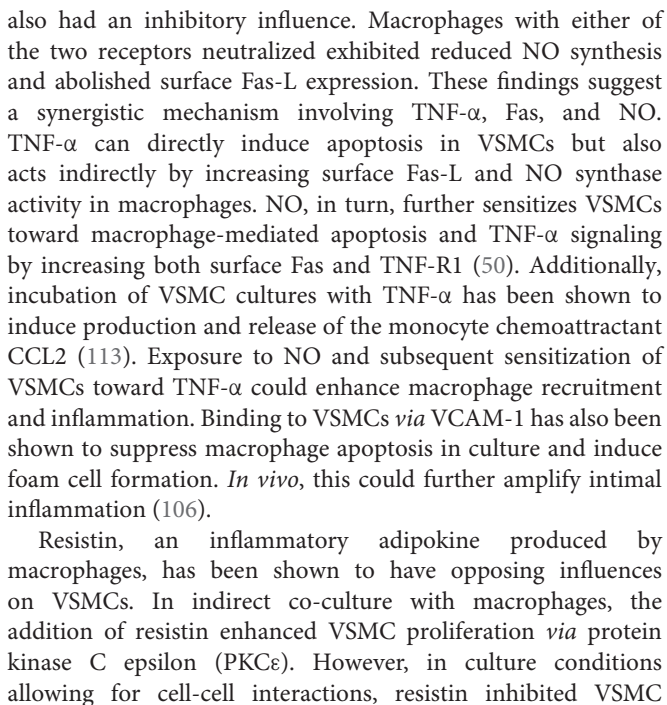 also had an inhibitory influence. Macrophages with either of
the two receptors neutralized exhibited reduced NO synthesis
and abolished surface Fas-L expression. These findings suggest
a synergistic mechanism involving TNF-α, Fas, and NO.
TNF-α can directly induce apoptosis in VSMCs but also
acts indirectly by increasing surface Fas-L and NO synthase
activity in macrophages. NO, in turn, further sensitizes VSMCs
toward macrophage-mediated apoptosis and TNF-α signaling
by increasing both surface Fas and TNF-R1 (50). Additionally,
incubation of VSMC cultures with TNF-α has been shown to
induce production and release of the monocyte chemoattractant
CCL2 (113). Exposure to NO and subsequent sensitization of
VSMCs toward TNF-α could enhance macrophage recruitment
and inflammation. Binding to VSMCs via VCAM-1 has also been
shown to suppress macrophage apoptosis in culture and induce
foam cell formation. In vivo, this could further amplify intimal
inflammation (106).
Resistin, an inflammatory adipokine produced by
macrophages, has been shown to have opposing influences
on VSMCs. In indirect co-culture with macrophages, the
addition of resistin enhanced VSMC proliferation via protein
kinase C epsilon (PKCε). However, in culture conditions
allowing for cell-cell interactions, resistin inhibited VSMC